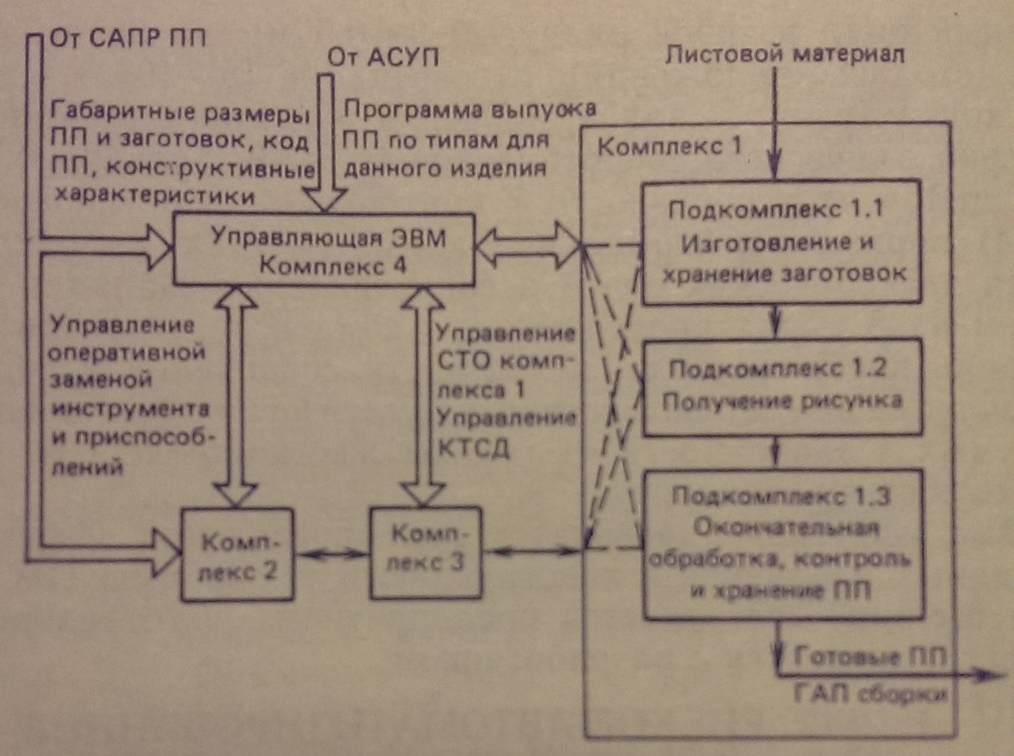 От САПР ПП
От АСУП
Листовой материал
Габаритные размеры
ПП и заготовок, код
ПП, конструктивные
характеристики
Программа выпуска
ПП по типам для
данного изделия
Комплекс 1
Подкомплекс 1.1
Изготовление и
хранение заготовок
Управляющая ЭВМ
Комплекс 4
Управление
оперативной
заменой
инструмента
и приспособ-
лений
Управление
СТО комп-
лекса 1
Управление
КТСД
Подкомплекс 1.2
Получение рисунка
Подкомплекс 1.3
Окончательная
обработка, контроль
и хранение ПП
Комп-
лекс 2
Комп-
лекс 3
Готовые ПП
ГАП сборки